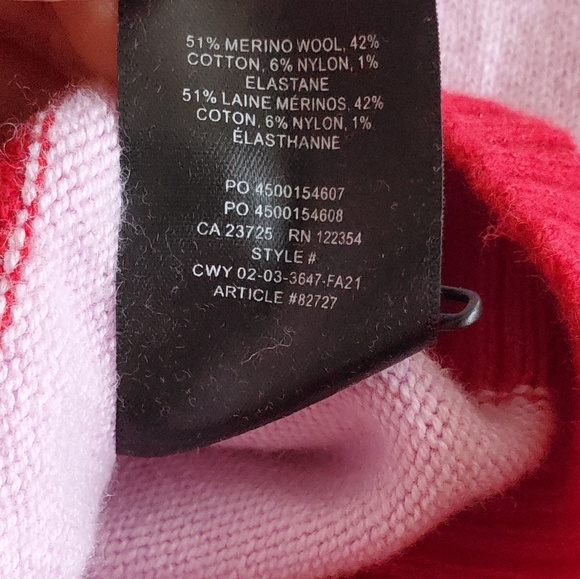 51% MERINO WOOL, 42%
COTTON, 6% NYLON, 1%
ELASTANE
51% LAINE MÉRINOS, 42%
COTON, 6% NYLON, 1%
ÉLASTHANNE
PO 4500154607
PO 4500154608
CA 23725 RN 122354
STYLE #
CWY 02-03-3647-FA21
ARTICLE #82727